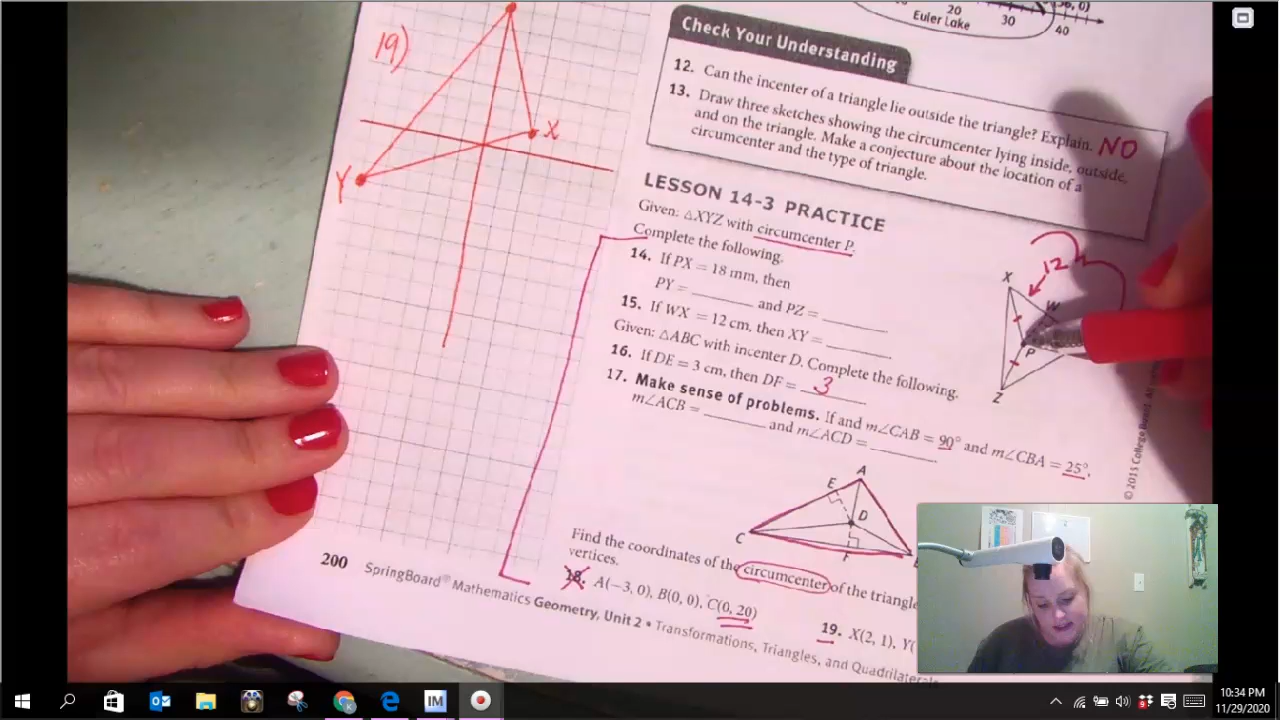 20
30
40
Euler Lake
19)
X
Y
Check Your Understanding
12. Can the incenter of a triangle lie outside the triangle? Explain. NO
13. Draw three sketches showing the circumcenter lying inside, outside,
and on the triangle. Make a conjecture about the location of a
circumcenter and the type of triangle.
LESSON 14-3 PRACTICE
Given: △XYZ with circumcenter P.
Complete the following.
14. If PX = 18 mm, then
PY = ________ and PZ = ________
15. If WX = 12 cm, then XY = ________
Given: △ABC with incenter D. Complete the following.
16. If DE = 3 cm, then DF = 3
17. Make sense of problems. If and m∠CAB = 90° and m∠CBA = 25°,
m∠ACB = ________ and m∠ACD = ________
12
X
W
P
Z
© 2015 College Board. All
A
E
D
C
F
Find the coordinates of the circumcenter of the triangle
vertices.
18. A(−3, 0), B(0, 0), C(0, 20)
19. X(2, 1), Y(
200 SpringBoard® Mathematics Geometry, Unit 2 • Transformations, Triangles, and Quadrilaterals
10:34 PM
11/29/2020